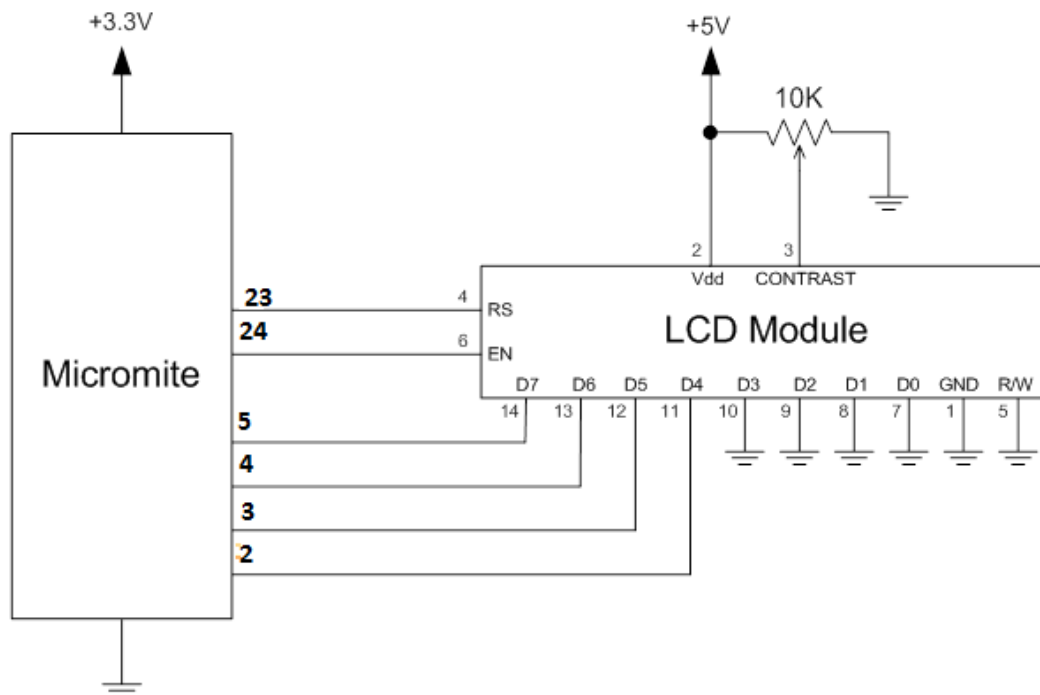 +3.3V
+5V
10K
2
3
Vdd CONTRAST
23
4
RS
LCD Module
24
6
EN
Micromite
D7 D6 D5 D4 D3 D2 D1 D0 GND R/W
14 13 12 11 10 9 8 7 1 5
5
4
3
2